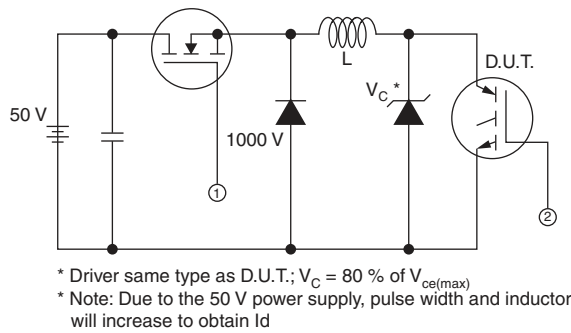 L
D.U.T.
V_C *
50 V
1000 V
①
②
* Driver same type as D.U.T.; V_C = 80 % of V_ce(max)
* Note: Due to the 50 V power supply, pulse width and inductor
will increase to obtain Id